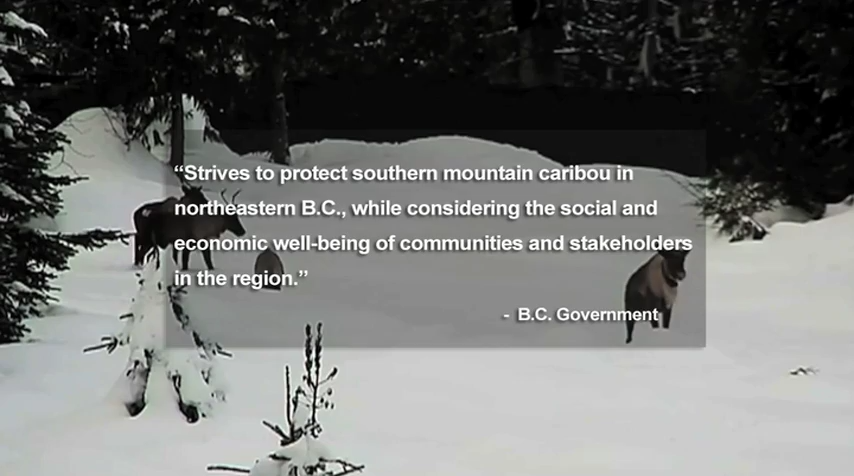 “Strives to protect southern mountain caribou in
northeastern B.C., while considering the social and
economic well-being of communities and stakeholders
in the region.”
- B.C. Government